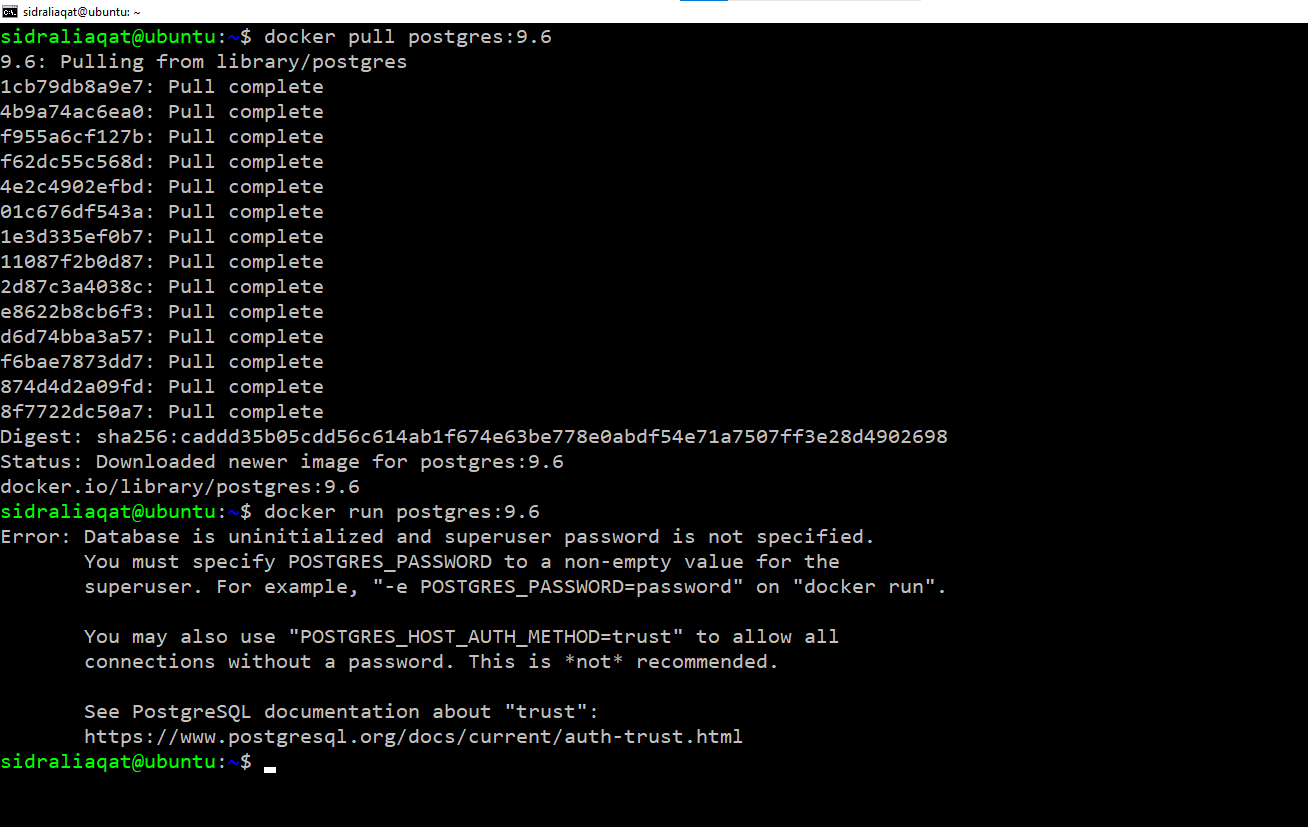 sidraliaqat@ubuntu: ~
sidraliaqat@ubuntu:~$ docker pull postgres:9.6
9.6: Pulling from library/postgres
1cb79db8a9e7: Pull complete
4b9a74ac6ea0: Pull complete
f955a6cf127b: Pull complete
f62dc55c568d: Pull complete
4e2c4902efbd: Pull complete
01c676df543a: Pull complete
1e3d335ef0b7: Pull complete
11087f2b0d87: Pull complete
2d87c3a4038c: Pull complete
e8622b8cb6f3: Pull complete
d6d74bba3a57: Pull complete
f6bae7873dd7: Pull complete
874d4d2a09fd: Pull complete
8f7722dc50a7: Pull complete
Digest: sha256:caddd35b05cdd56c614ab1f674e63be778e0abdf54e71a7507ff3e28d4902698
Status: Downloaded newer image for postgres:9.6
docker.io/library/postgres:9.6
sidraliaqat@ubuntu:~$ docker run postgres:9.6
Error: Database is uninitialized and superuser password is not specified.
You must specify POSTGRES_PASSWORD to a non-empty value for the
superuser. For example, "-e POSTGRES_PASSWORD=password" on "docker run".
You may also use "POSTGRES_HOST_AUTH_METHOD=trust" to allow all
connections without a password. This is *not* recommended.
See PostgreSQL documentation about "trust":
https://www.postgresql.org/docs/current/auth-trust.html
sidraliaqat@ubuntu:~$